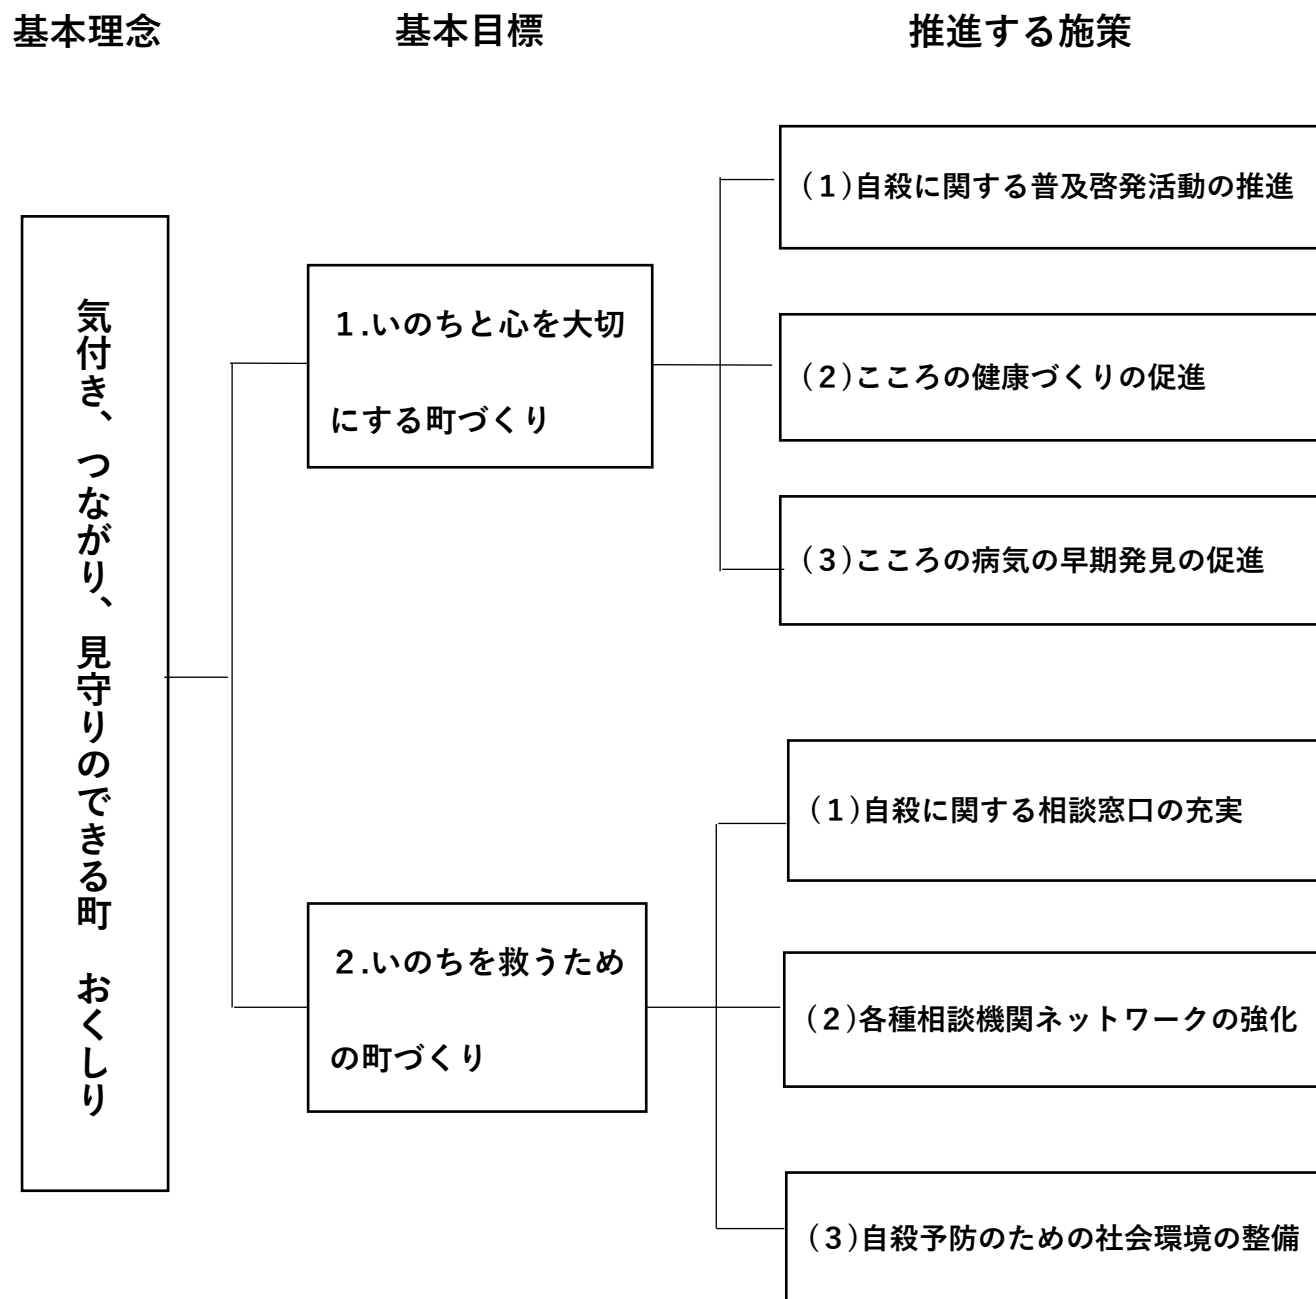 基本理念
基本目標
推進する施策
気付き、つながり、見守りのできる町　おくしり
１.いのちと心を大切
にする町づくり
（１）自殺に関する普及啓発活動の推進
（２）こころの健康づくりの促進
（３）こころの病気の早期発見の促進
２.いのちを救うため
の町づくり
（１）自殺に関する相談窓口の充実
（２）各種相談機関ネットワークの強化
（３）自殺予防のための社会環境の整備